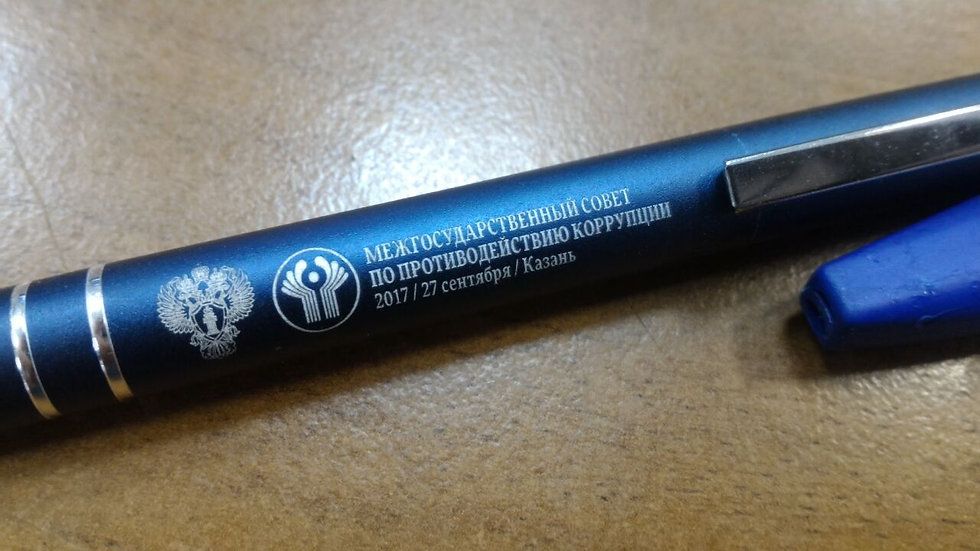 МЕЖГОСУДАРСТВЕННЫЙ СОВЕТ
ПО ПРОТИВОДЕЙСТВИЮ КОРРУПЦИИ
2017 / 27 сентября / Казань